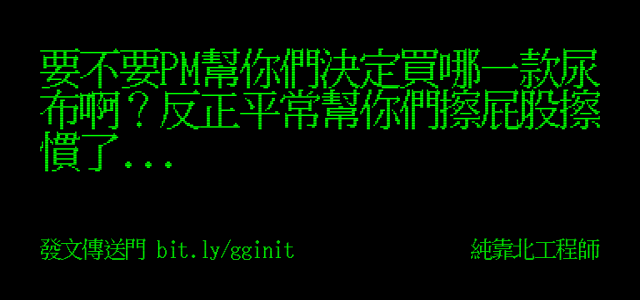 要不要PM幫你們決定買哪一款尿
布啊？反正平常幫你們擦屁股擦
慣了...
發文傳送門 bit.ly/gginit
純靠北工程師